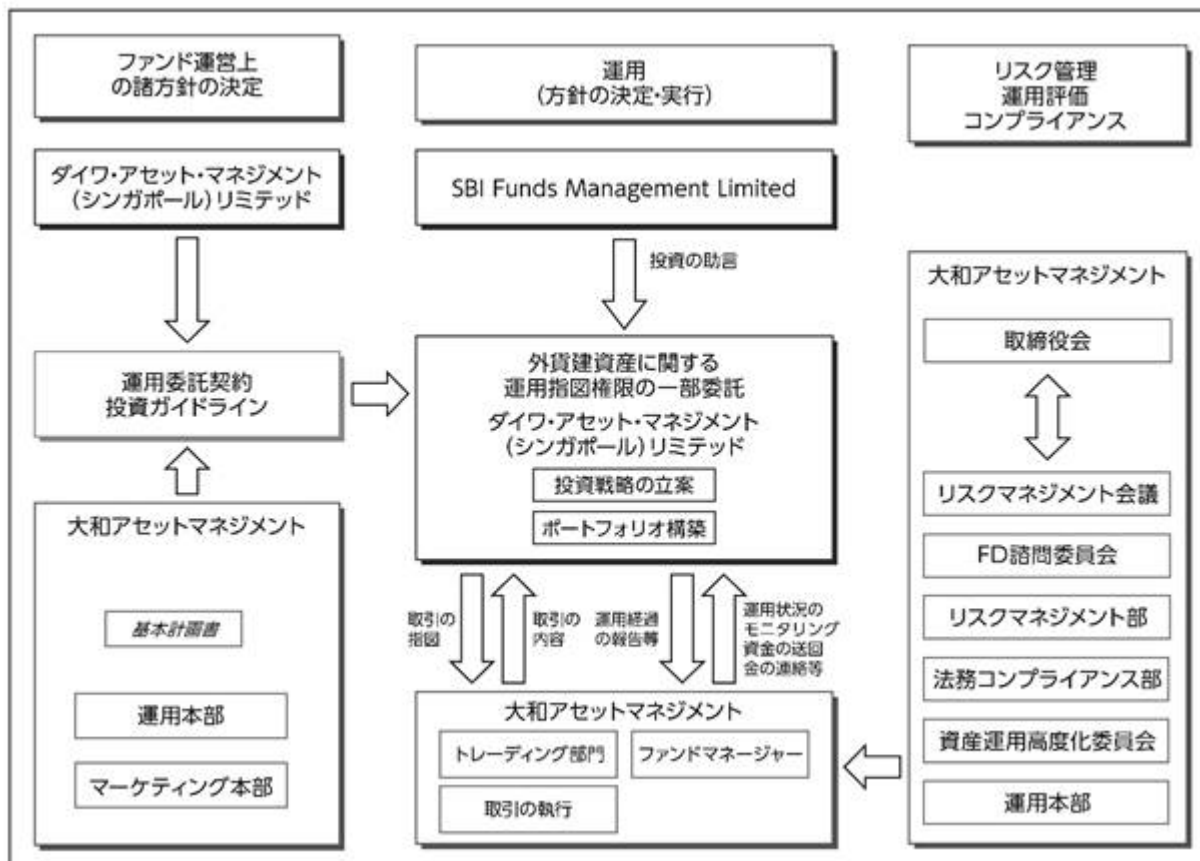 ファンド運営上
の諸方針の決定
運用
(方針の決定・実行)
リスク管理
運用評価
コンプライアンス
ダイワ・アセット・マネジメント
(シンガポール)リミテッド
SBI Funds Management Limited
投資の助言
運用委託契約
投資ガイドライン
外貨建資産に関する
運用指図権限の一部委託
ダイワ・アセット・マネジメント
(シンガポール)リミテッド
投資戦略の立案
ポートフォリオ構築
大和アセットマネジメント
基本計画書
運用本部
マーケティング本部
取引の
指図
取引の
内容
運用経過
の報告等
運用状況の
モニタリング
資金の送回
金の連絡等
大和アセットマネジメント
トレーディング部門
ファンドマネージャー
取引の執行
大和アセットマネジメント
取締役会
リスクマネジメント会議
FD諮問委員会
リスクマネジメント部
法務コンプライアンス部
資産運用高度化委員会
運用本部